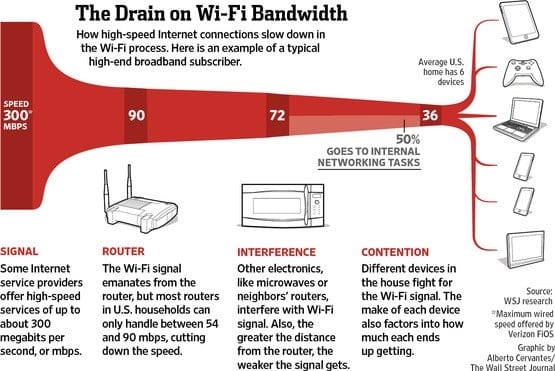 The Drain on Wi-Fi Bandwidth
How high-speed Internet connections slow down in
the Wi-Fi process. Here is an example of a typical
high-end broadband subscriber.
Average U.S.
home has 6
devices
SPEED
300*
MBPS
90
72
36
50%
GOES TO INTERNAL
NETWORKING TASKS
SIGNAL
Some Internet
service providers
offer high-speed
services of up to
about 300
megabits per
second, or mbps.
ROUTER
The Wi-Fi signal
emanates from the
router, but most routers
in U.S. households can
only handle between 54
and 90 mbps, cutting
down the speed.
INTERFERENCE
Other electronics,
like microwaves or
neighbors' routers,
interfere with Wi-Fi
signal. Also, the
greater the distance
from the router, the
weaker the signal gets.
CONTENTION
Different devices in
the house fight for
the Wi-Fi signal. The
make of each device
also factors into how
much each ends
up getting.
Source:
WSJ research
*Maximum wired
speed offered by
Verizon FiOS
Graphic by
Alberto Cervantes/
The Wall Street Journal